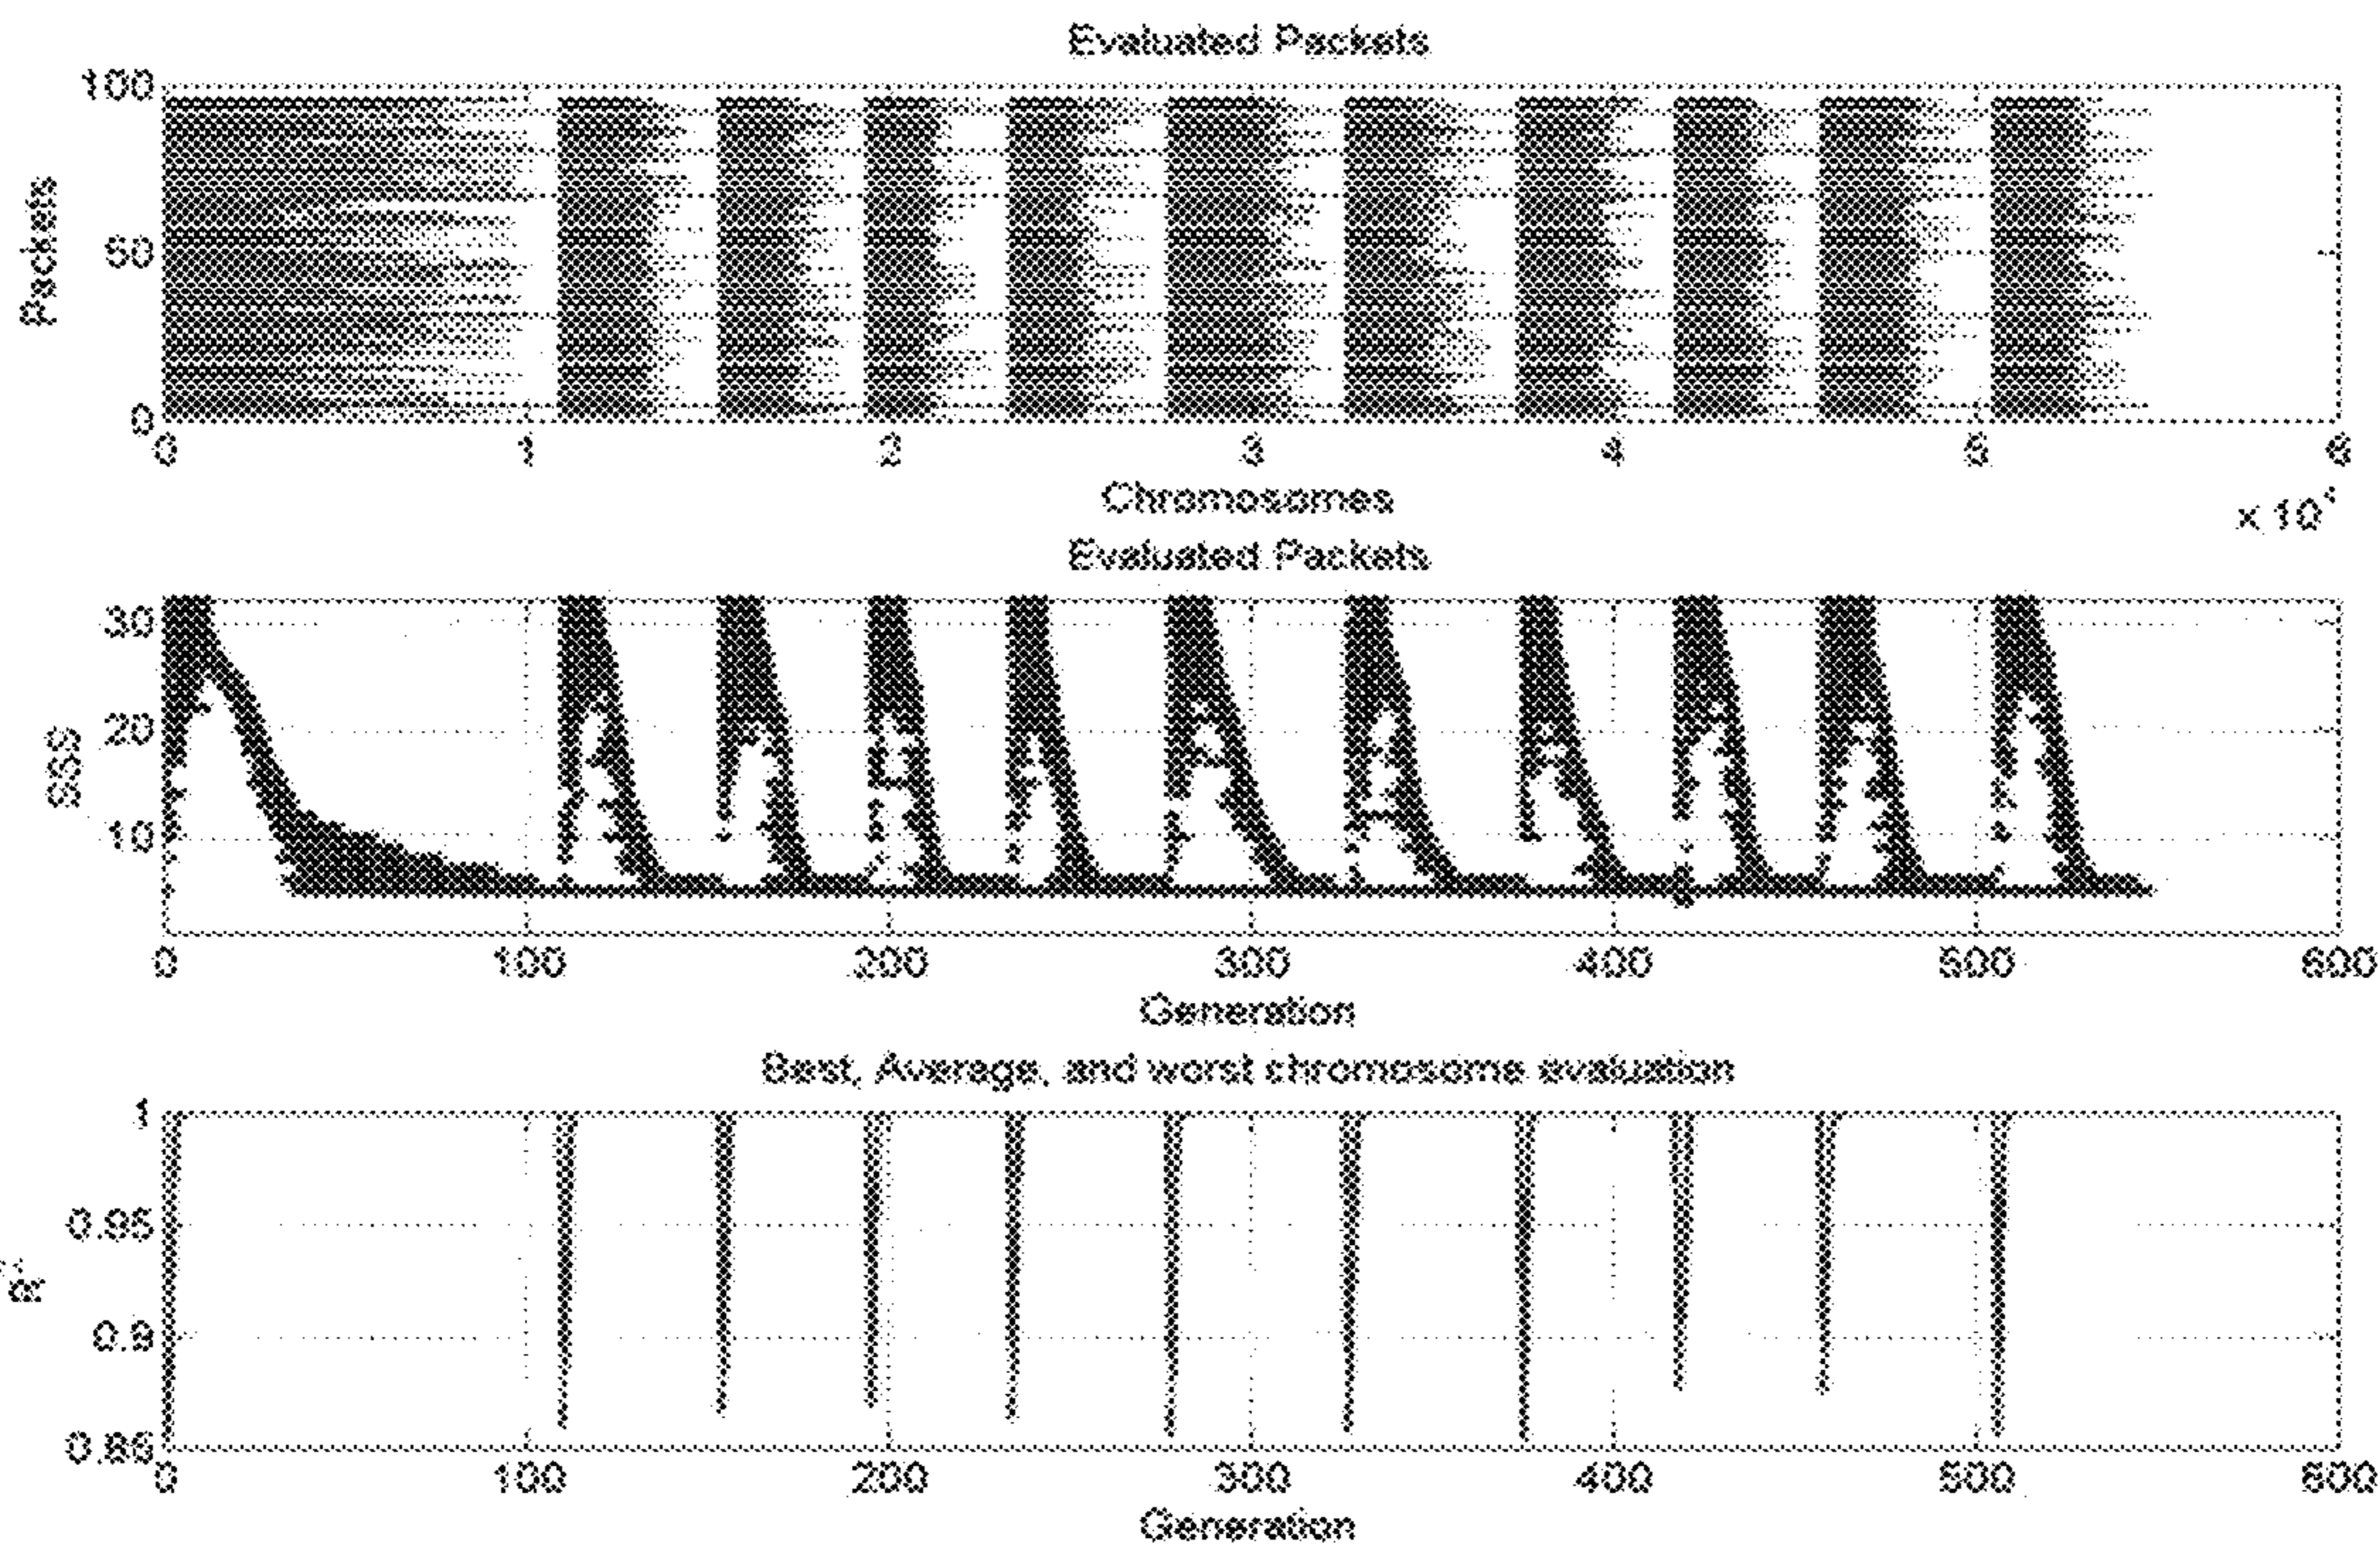 Evaluated Packets
100
50
0
Packets
0 1 2 3 4 5 6
Chromosomes
x 10
Evaluated Packets
30
20
10
SSS
0 100 200 300 400 500 600
Generation
Best, Average, and worst chromosome evaluation
1
0.95
0.9
0.85
0 100 200 300 400 500 600
Generation